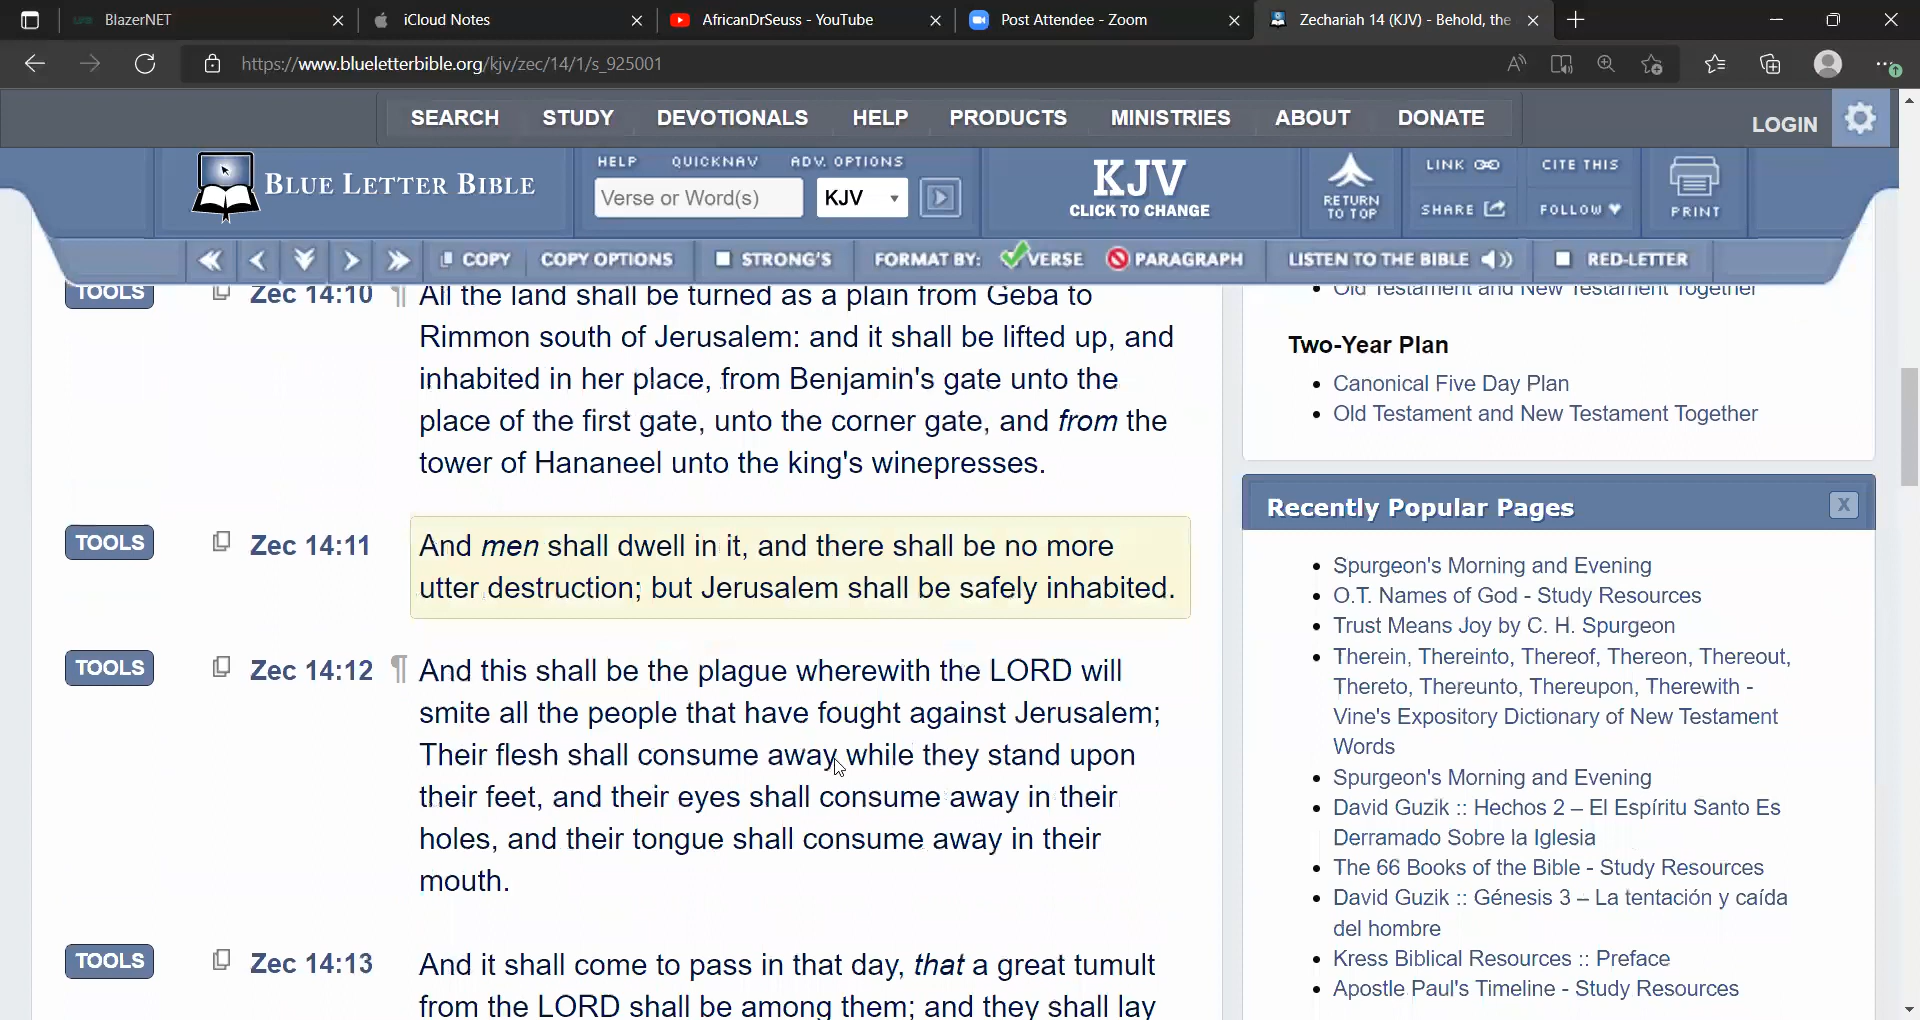 BlazerNET
iCloud Notes
AfricanDrSeuss - YouTube
Post Attendee - Zoom
Zechariah 14 (KJV) - Behold, the
https://www.blueletterbible.org/kjv/zec/14/1/s_925001
SEARCH STUDY DEVOTIONALS HELP PRODUCTS MINISTRIES ABOUT DONATE
LOGIN
BLUE LETTER BIBLE
HELP QUICKNAV ADV. OPTIONS
Verse or Word(s)
KJV
KJV
CLICK TO CHANGE
RETURN
TO TOP
LINK
SHARE
CITE THIS
FOLLOW
PRINT
COPY COPY OPTIONS STRONG'S FORMAT BY: VERSE PARAGRAPH LISTEN TO THE BIBLE RED-LETTER
TOOLS
Zec 14:10 ¶ All the land shall be turned as a plain from Geba to
Rimmon south of Jerusalem: and it shall be lifted up, and
inhabited in her place, from Benjamin's gate unto the
place of the first gate, unto the corner gate, and from the
tower of Hananeel unto the king's winepresses.
TOOLS
Zec 14:11 And men shall dwell in it, and there shall be no more
utter destruction; but Jerusalem shall be safely inhabited.
TOOLS
Zec 14:12 ¶ And this shall be the plague wherewith the LORD will
smite all the people that have fought against Jerusalem;
Their flesh shall consume away while they stand upon
their feet, and their eyes shall consume away in their
holes, and their tongue shall consume away in their
mouth.
TOOLS
Zec 14:13 And it shall come to pass in that day, that a great tumult
from the LORD shall be among them; and they shall lay
Old Testament and New Testament Together
Two-Year Plan
Canonical Five Day Plan
Old Testament and New Testament Together
Recently Popular Pages
X
Spurgeon's Morning and Evening
O.T. Names of God - Study Resources
Trust Means Joy by C. H. Spurgeon
Therein, Thereinto, Thereof, Thereon, Thereout,
Thereto, Thereunto, Thereupon, Therewith -
Vine's Expository Dictionary of New Testament
Words
Spurgeon's Morning and Evening
David Guzik :: Hechos 2 – El Espíritu Santo Es
Derramado Sobre la Iglesia
The 66 Books of the Bible - Study Resources
David Guzik :: Génesis 3 – La tentación y caída
del hombre
Kress Biblical Resources :: Preface
Apostle Paul's Timeline - Study Resources